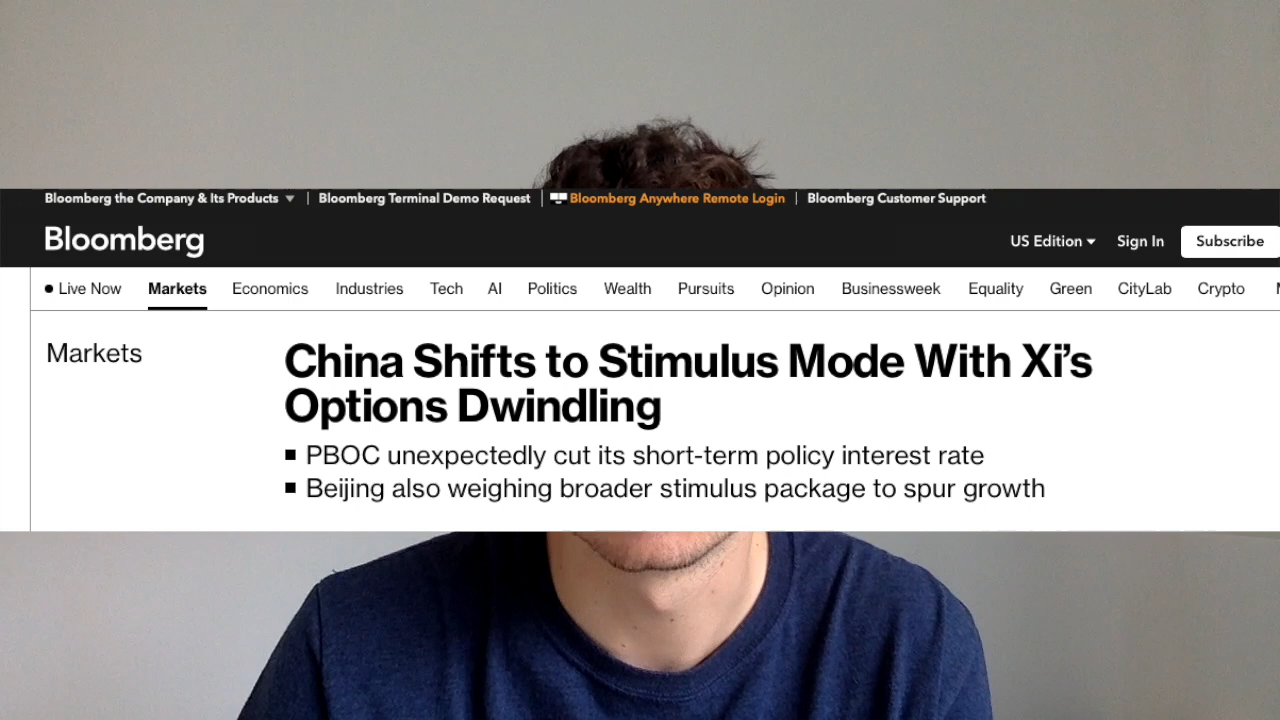 Bloomberg the Company & Its Products ▼ | Bloomberg Terminal Demo Request | Bloomberg Anywhere Remote Login | Bloomberg Customer Support
Bloomberg US Edition ▼ Sign In Subscribe
• Live Now Markets Economics Industries Tech AI Politics Wealth Pursuits Opinion Businessweek Equality Green CityLab Crypto
Markets
China Shifts to Stimulus Mode With Xi’s
Options Dwindling
■ PBOC unexpectedly cut its short-term policy interest rate
■ Beijing also weighing broader stimulus package to spur growth